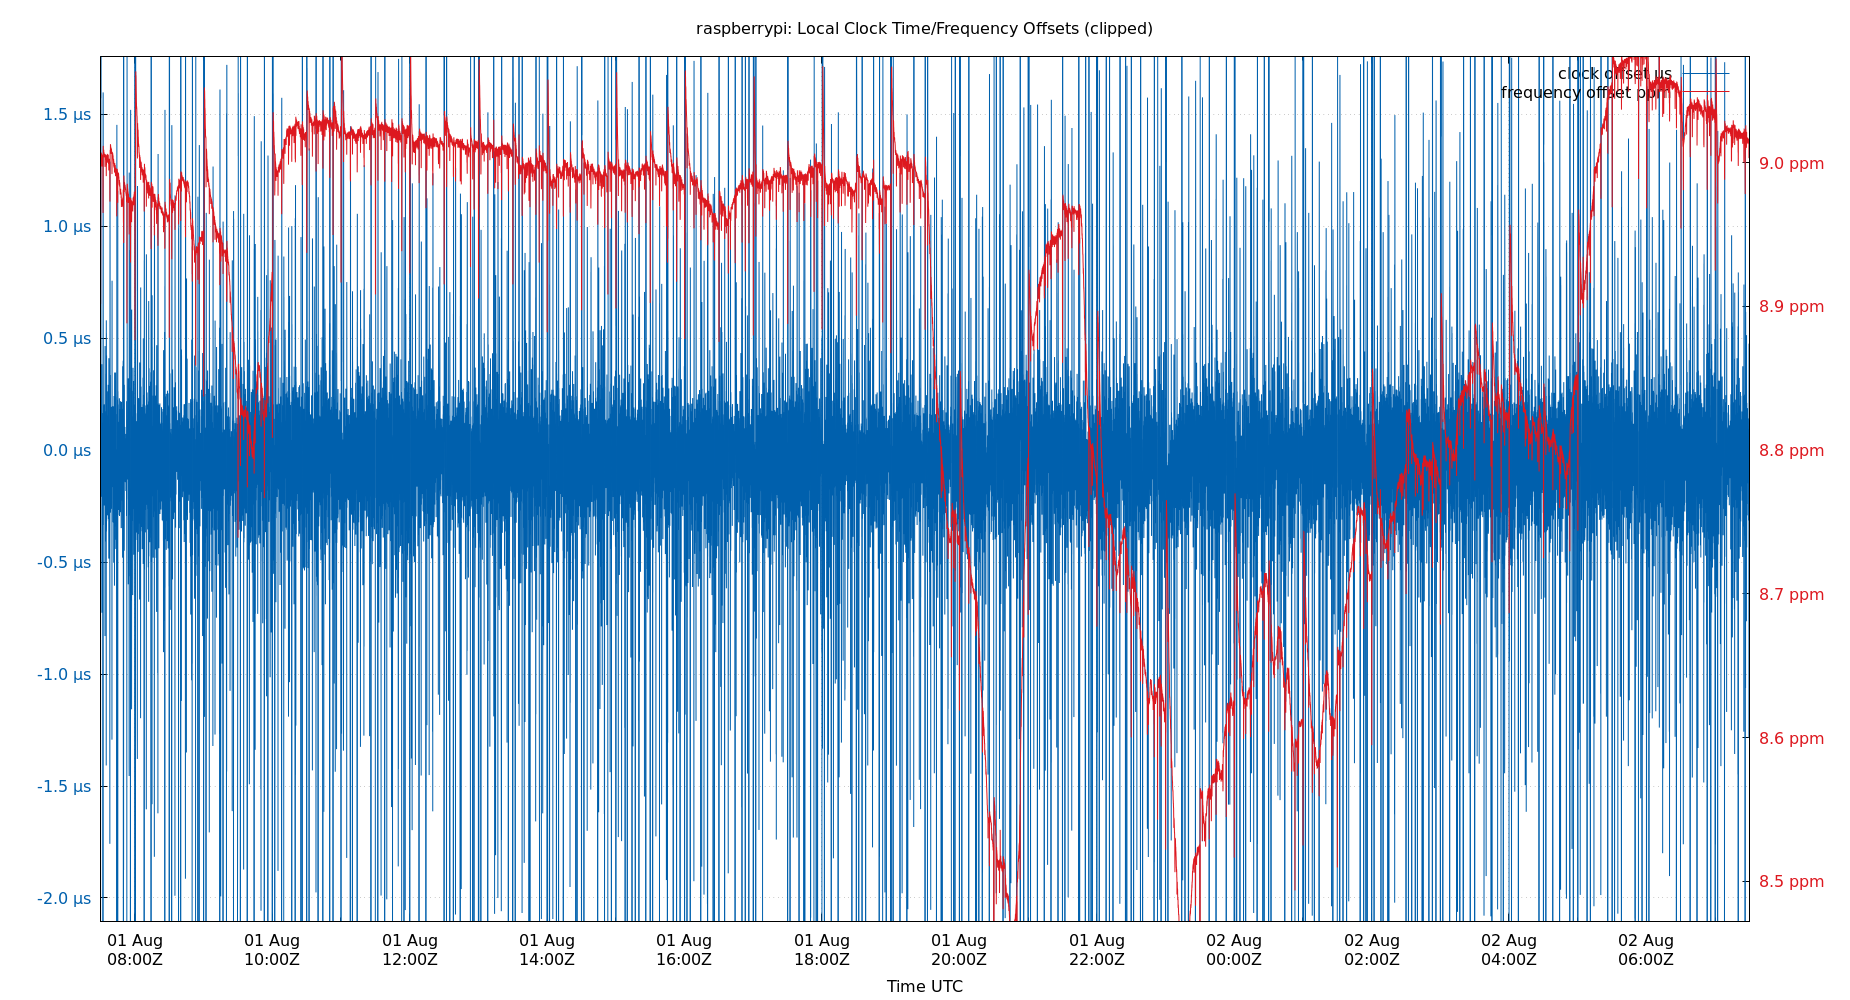 raspberrypi: Local Clock Time/Frequency Offsets (clipped)
clock offset µs
frequency offset ppm
1.5 µs
1.0 µs
0.5 µs
0.0 µs
-0.5 µs
-1.0 µs
-1.5 µs
-2.0 µs
9.0 ppm
8.9 ppm
8.8 ppm
8.7 ppm
8.6 ppm
8.5 ppm
01 Aug 01 Aug 01 Aug 01 Aug 01 Aug 01 Aug 01 Aug 01 Aug 02 Aug 02 Aug 02 Aug 02 Aug
08:00Z 10:00Z 12:00Z 14:00Z 16:00Z 18:00Z 20:00Z 22:00Z 00:00Z 02:00Z 04:00Z 06:00Z
Time UTC